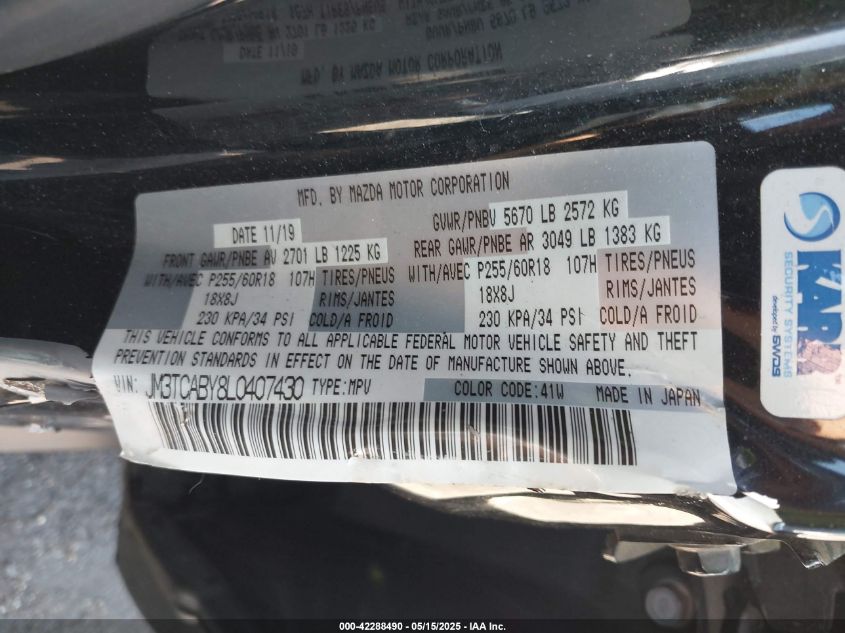 MFD. BY MAZDA MOTOR CORPORATION
DATE 11/19
GVWR/PNBV 5670 LB 2572 KG
FRONT GAWR/PNBE AV 2701 LB 1225 KG
REAR GAWR/PNBE AR 3049 LB 1383 KG
WITH/AVEC P255/60R18 107H TIRES/PNEUS
WITH/AVEC P255/60R18 107H TIRES/PNEUS
18X8J RIMS/JANTES
18X8J RIMS/JANTES
230 KPA/34 PSI COLD/A FROID
230 KPA/34 PSI COLD/A FROID
THIS VEHICLE CONFORMS TO ALL APPLICABLE FEDERAL MOTOR VEHICLE SAFETY AND THEFT
PREVENTION STANDARDS IN EFFECT ON THE DATE OF MANUFACTURE SHOWN ABOVE.
VIN: JM3TCABY8L0407430 TYPE:MPV
COLOR CODE:41W MADE IN JAPAN
SECURITY SYSTEMS
developed by SWDS
000-42288490 - 05/15/2025 - IAA Inc.